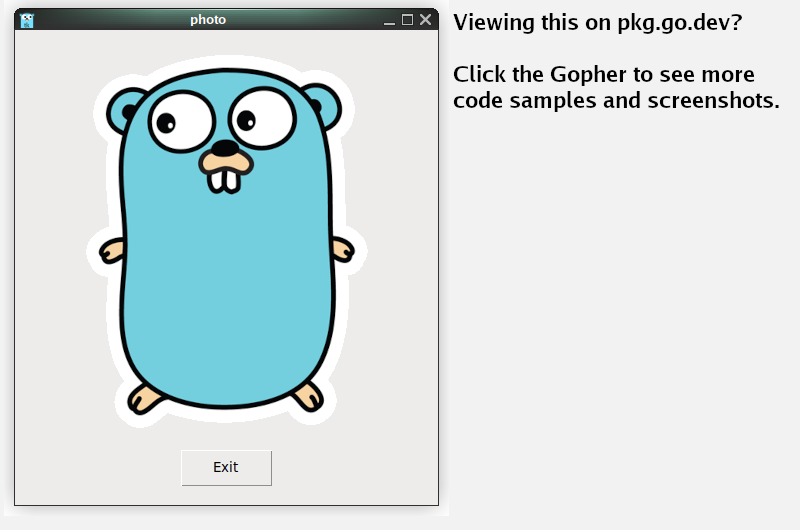 photo
Viewing this on pkg.go.dev?
Click the Gopher to see more
code samples and screenshots.
Exit